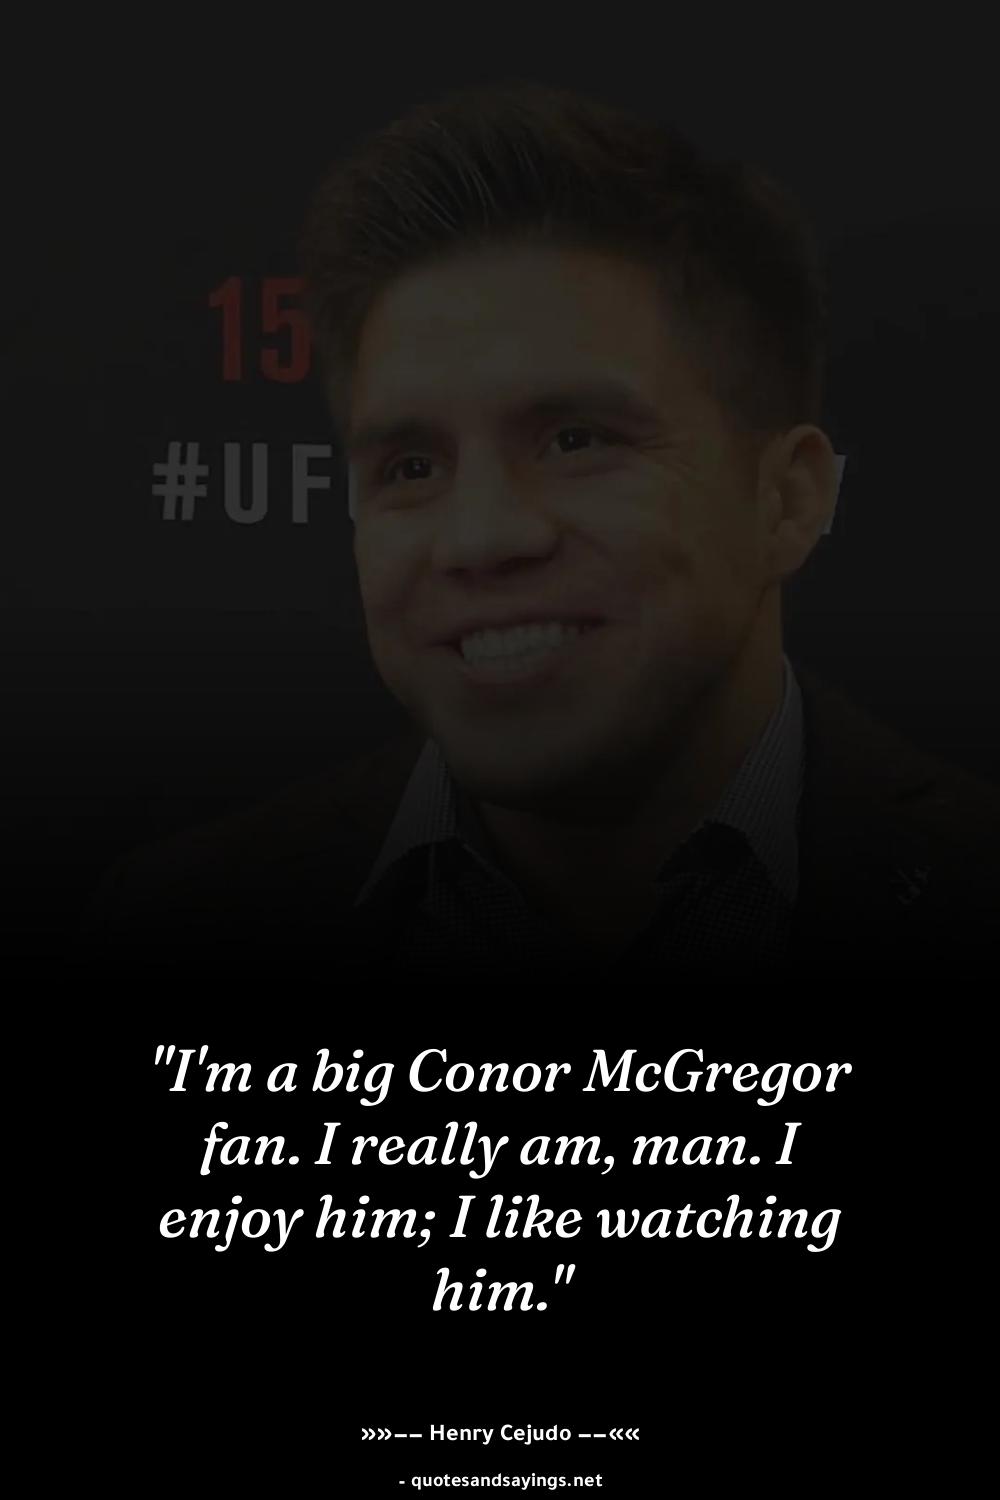 15
#UF
"I'm a big Conor McGregor
fan. I really am, man. I
enjoy him; I like watching
him."
»»—— Henry Cejudo ——««
- quotesandsayings.net